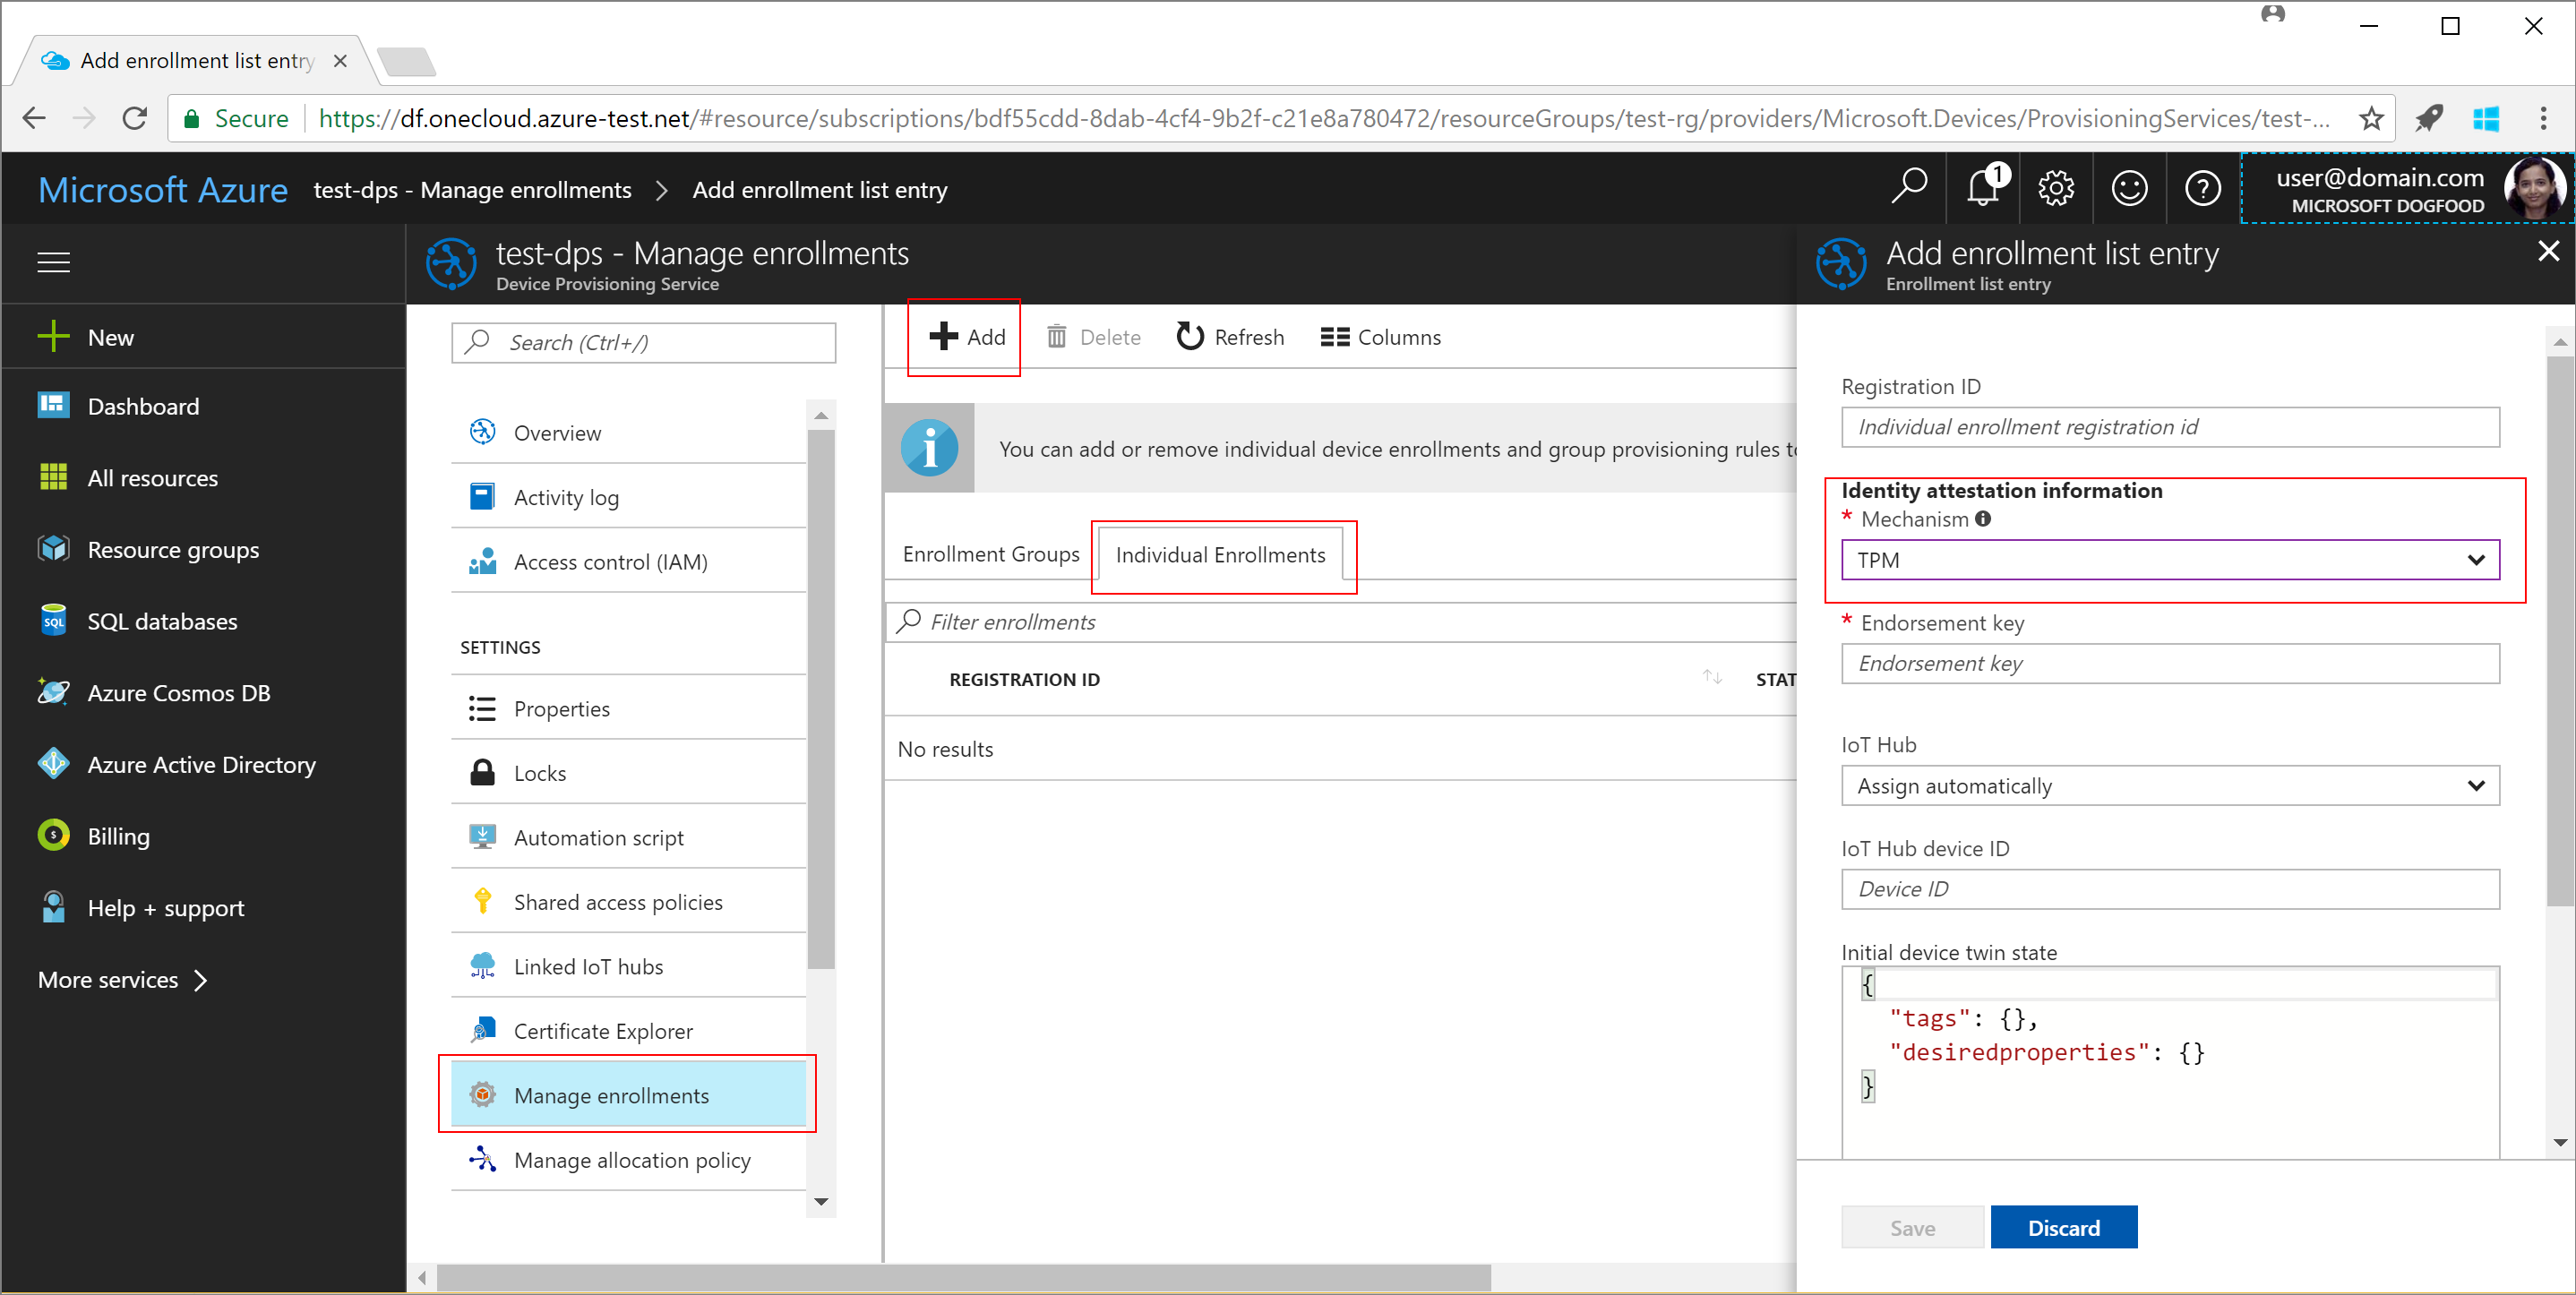 Add enrollment list entry
Secure https://df.onecloud.azure-test.net/#resource/subscriptions/bdf55cdd-8dab-4cf4-9b2f-c21e8a780472/resourceGroups/test-rg/providers/Microsoft.Devices/ProvisioningServices/test-...
Microsoft Azure test-dps - Manage enrollments > Add enrollment list entry
1
user@domain.com
MICROSOFT DOGFOOD
New
Dashboard
All resources
Resource groups
SQL databases
Azure Cosmos DB
Azure Active Directory
Billing
Help + support
More services >
test-dps - Manage enrollments
Device Provisioning Service
Search (Ctrl+/)
Overview
Activity log
Access control (IAM)
SETTINGS
Properties
Locks
Automation script
Shared access policies
Linked IoT hubs
Certificate Explorer
Manage enrollments
Manage allocation policy
Add Delete Refresh Columns
You can add or remove individual device enrollments and group provisioning rules t
Enrollment Groups Individual Enrollments
Filter enrollments
REGISTRATION ID STAT
No results
Add enrollment list entry
Enrollment list entry
Registration ID
Individual enrollment registration id
Identity attestation information
* Mechanism
TPM
* Endorsement key
Endorsement key
IoT Hub
Assign automatically
IoT Hub device ID
Device ID
Initial device twin state
{
"tags": {},
"desiredproperties": {}
}
Save Discard